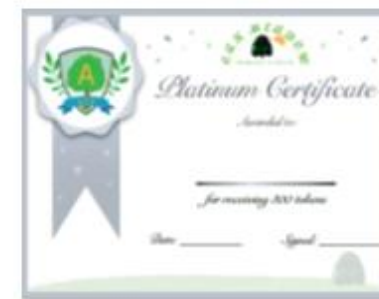 A
Platinum Certificate
Awarded to:
for receiving 300 tokens
Date: Signed: